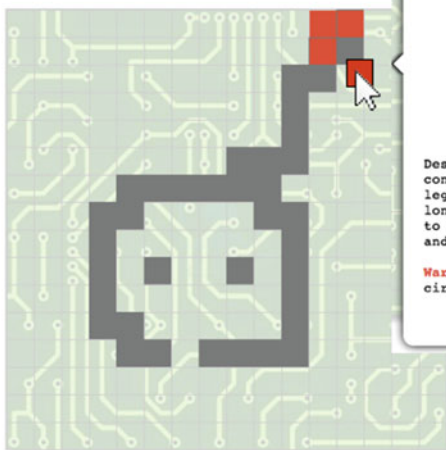 Des
con
leg
lon
to
and
War
cir